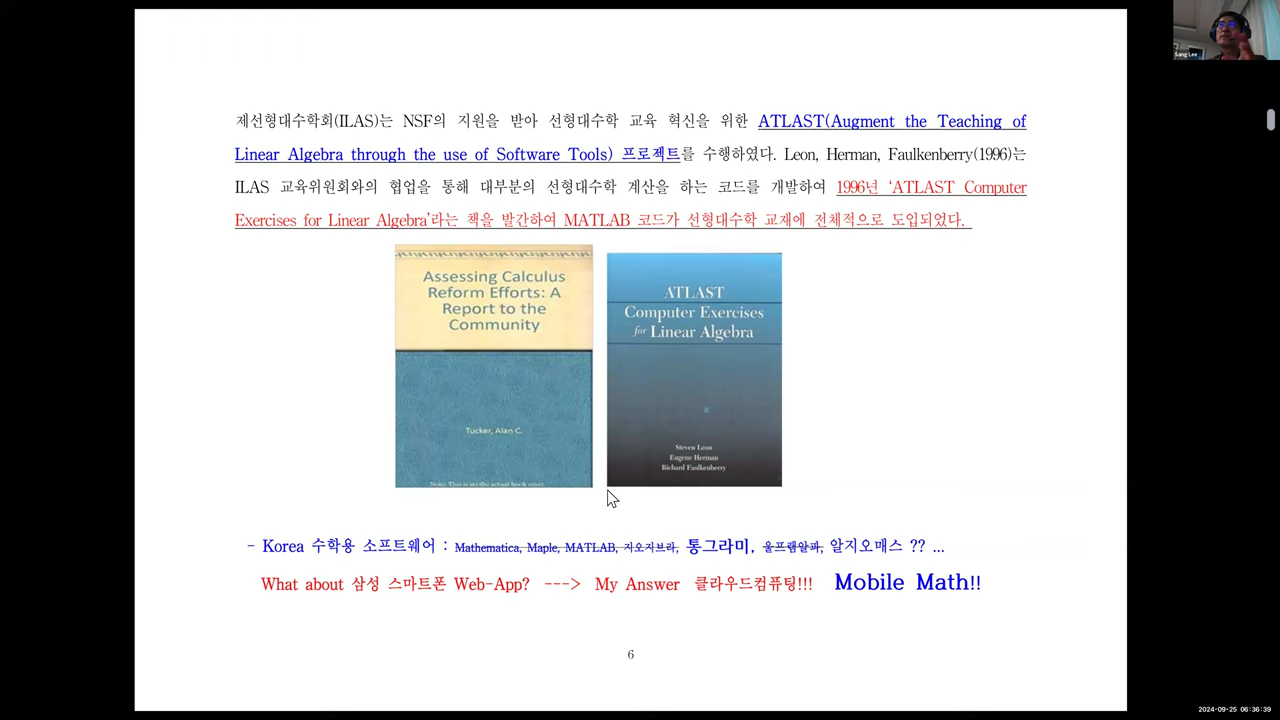 Sang Lee
제선형대수학회(ILAS)는 NSF의 지원을 받아 선형대수학 교육 혁신을 위한 ATLAST(Augment the Teaching of
Linear Algebra through the use of Software Tools) 프로젝트를 수행하였다. Leon, Herman, Faulkenberry(1996)는
ILAS 교육위원회와의 협업을 통해 대부분의 선형대수학 계산을 하는 코드를 개발하여 1996년 ‘ATLAST Computer
Exercises for Linear Algebra’라는 책을 발간하여 MATLAB 코드가 선형대수학 교재에 전체적으로 도입되었다.
Assessing Calculus
Reform Efforts: A
Report to the
Community
Tucker, Alan C.
Note: This is no the actual book cover
ATLAST
Computer Exercises
for Linear Algebra
Steven Leon
Eugene Herman
Richard Faulkenberry
- Korea 수학용 소프트웨어 : Mathematica, Maple, MATLAB, 지오지브라, 통그라미, 울프램알파, 알지오매스 ?? ...
What about 삼성 스마트폰 Web-App? ---> My Answer 클라우드컴퓨팅!!! Mobile Math!!
6
2024-09-25 06:36:39